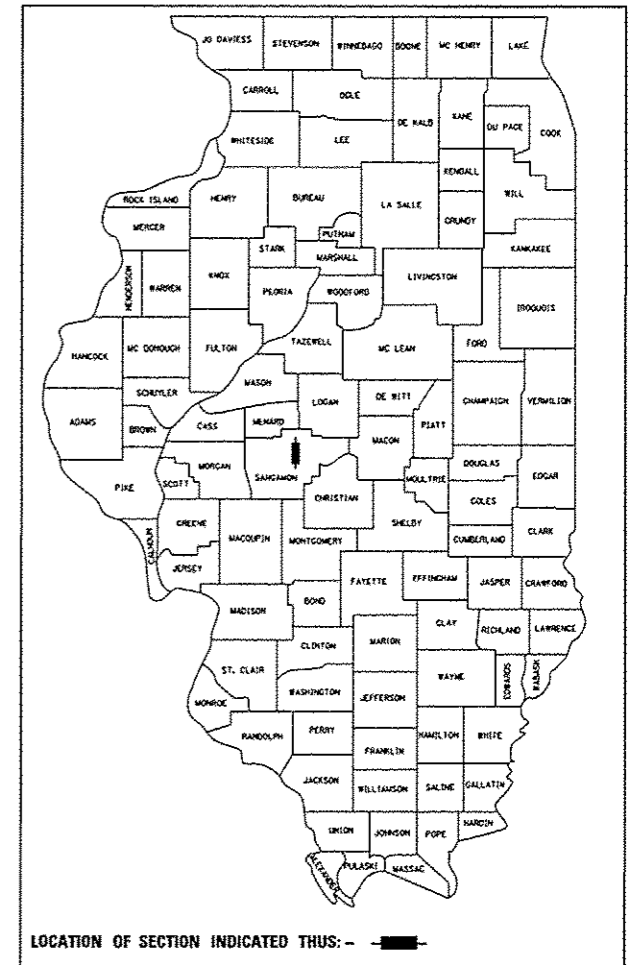 JO DAVIESS STEVENSON WINNEBAGO BOONE MC HENRY LAKE
CARROLL OGLE DE KALB KANE DU PAGE COOK
WHITESIDE LEE
KENDALL WILL
ROCK ISLAND HENRY BUREAU LA SALLE GRUNDY
MERCER PUTNAM KANKAKEE
STARK MARSHALL LIVINGSTON
HENDERSON WARREN KNOX PEORIA WOODFORD IROQUOIS
HANCOCK MC DONOUGH FULTON TAZEWELL MC LEAN FORD
MASON
SCHUYLER LOGAN DE WITT CHAMPAIGN VERMILION
ADAMS BROWN CASS MENARD MACON PIATT
MORGAN SANGAMON MOULTRIE DOUGLAS EDGAR
PIKE SCOTT CHRISTIAN COLES
GREENE MACOUPIN MONTGOMERY SHELBY CUMBERLAND CLARK
CALHOUN JERSEY FAYETTE EFFINGHAM JASPER CRAWFORD
MADISON BOND
CLINTON MARION CLAY RICHLAND LAWRENCE
ST. CLAIR WASHINGTON JEFFERSON WAYNE EDWARDS WABASH
MONROE
RANDOLPH PERRY FRANKLIN HAMILTON WHITE
JACKSON WILLIAMSON SALINE GALLATIN
UNION JOHNSON POPE HARDIN
ALEXANDER PULASKI MASSAC
LOCATION OF SECTION INDICATED THUS: -